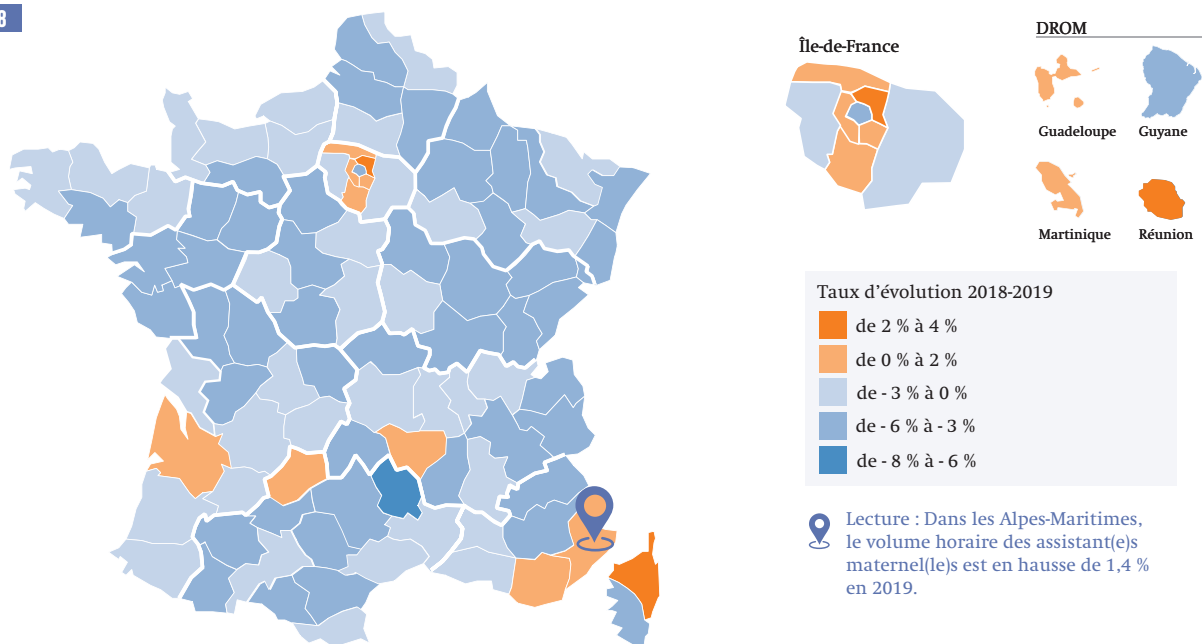 8
Île-de-France
DROM
Guadeloupe
Guyane
Martinique
Réunion
Taux d'évolution 2018-2019
de 2 % à 4 %
de 0 % à 2 %
de - 3 % à 0 %
de - 6 % à - 3 %
de - 8 % à - 6 %
Lecture : Dans les Alpes-Maritimes,
le volume horaire des assistant(e)s
maternel(le)s est en hausse de 1,4 %
en 2019.